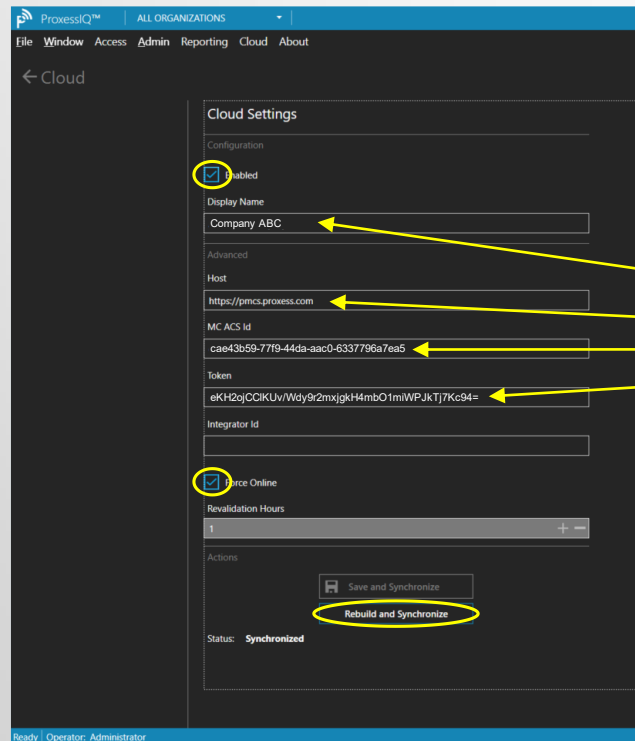 ProxessIQ™ ALL ORGANIZATIONS
File Window Access Admin Reporting Cloud About
Cloud
Cloud Settings
Configuration
Enabled
Display Name
Company ABC
Advanced
Host
https://pmcs.proxess.com
MC ACS Id
cae43b59-77f9-44da-aac0-6337796a7ea5
Token
eKH2ojCClKUv/Wdy9r2mxjgkH4mbO1miWPJkTj7Kc94=
Integrator Id
Force Online
Revalidation Hours
1
Actions
Save and Synchronize
Rebuild and Synchronize
Status: Synchronized
Ready Operator: Administrator